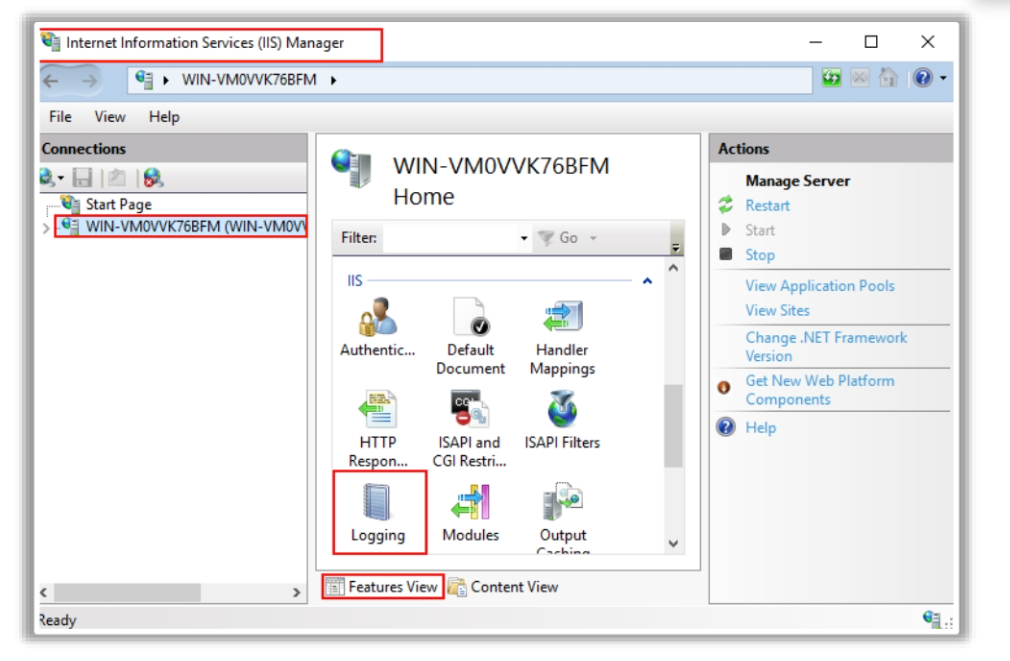 Internet Information Services (IIS) Manager
WIN-VM0VVK76BFM
File View Help
Connections
Start Page
WIN-VM0VVK76BFM (WIN-VM0V
WIN-VM0VVK76BFM
Home
Filter:
Go
IIS
Authentic...
Default
Document
Handler
Mappings
HTTP
Respon...
ISAPI and
CGI Restri...
ISAPI Filters
Logging
Modules
Output
Caching
Features View
Content View
Actions
Manage Server
Restart
Start
Stop
View Application Pools
View Sites
Change .NET Framework
Version
Get New Web Platform
Components
Help
Ready